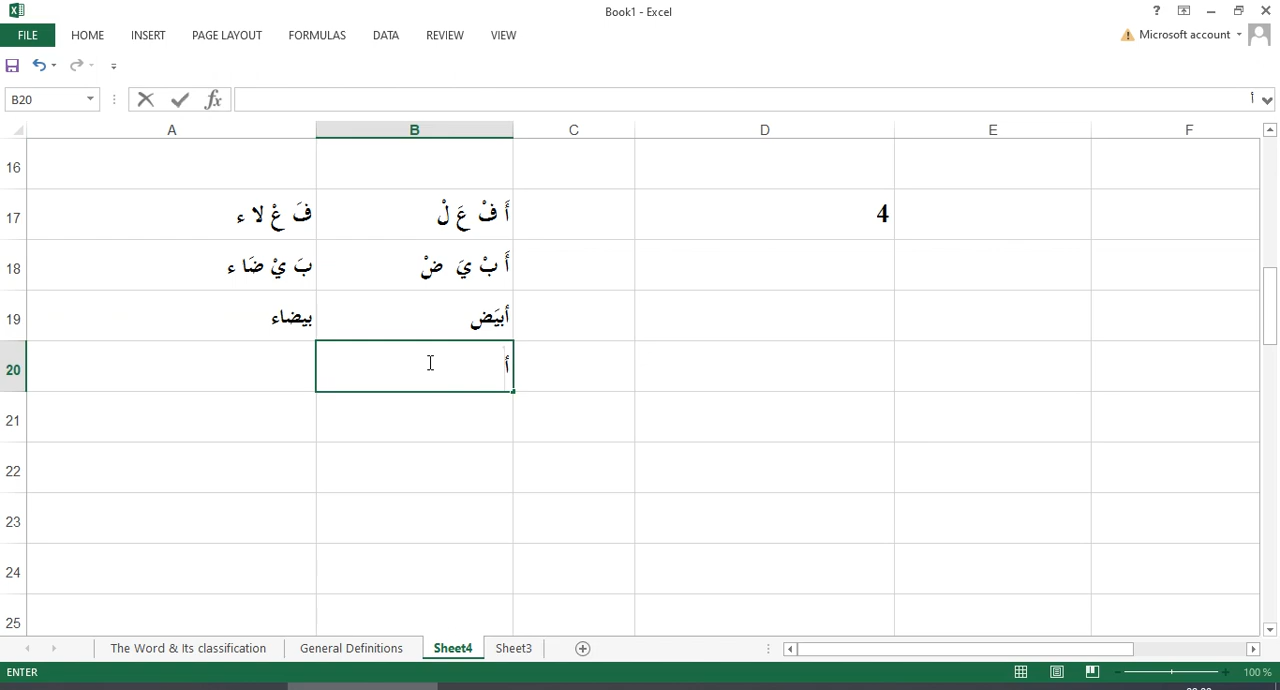 Book1 - Excel
FILE HOME INSERT PAGE LAYOUT FORMULAS DATA REVIEW VIEW Microsoft account
B20 fx أ
A B C D E F
16
17 فَ عْ لا ء أَ فْ عَ لْ 4
18 بَ يْ ضَا ء أَ بْ يَ ضْ
19 بيضاء أبيَض
20 أ
21
22
23
24
25
The Word & Its classification General Definitions Sheet4 Sheet3
ENTER 100%